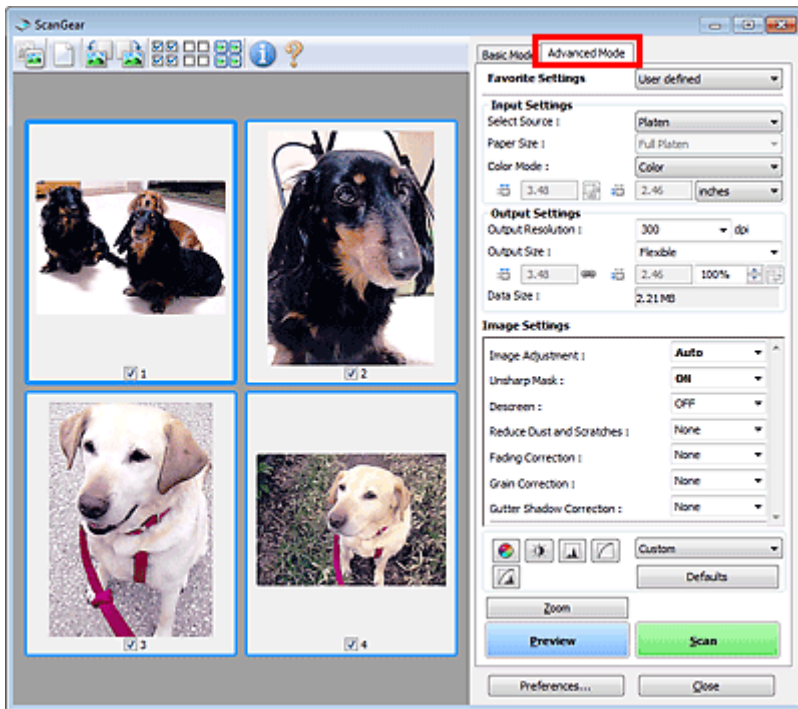 ScanGear
Basic Mode Advanced Mode
Favorite Settings User defined
Input Settings
Select Source : Platen
Paper Size : Full Platen
Color Mode : Color
3.48 2.46 inches
Output Settings
Output Resolution : 300 dpi
Output Size : Flexible
3.48 2.46 100%
Data Size : 2.21 MB
Image Settings
Image Adjustment : Auto
Unsharp Mask : ON
Descreen : OFF
Reduce Dust and Scratches : None
Fading Correction : None
Grain Correction : None
Gutter Shadow Correction : None
Custom
Defaults
Zoom
Preview Scan
Preferences... Close
1
2
3
4